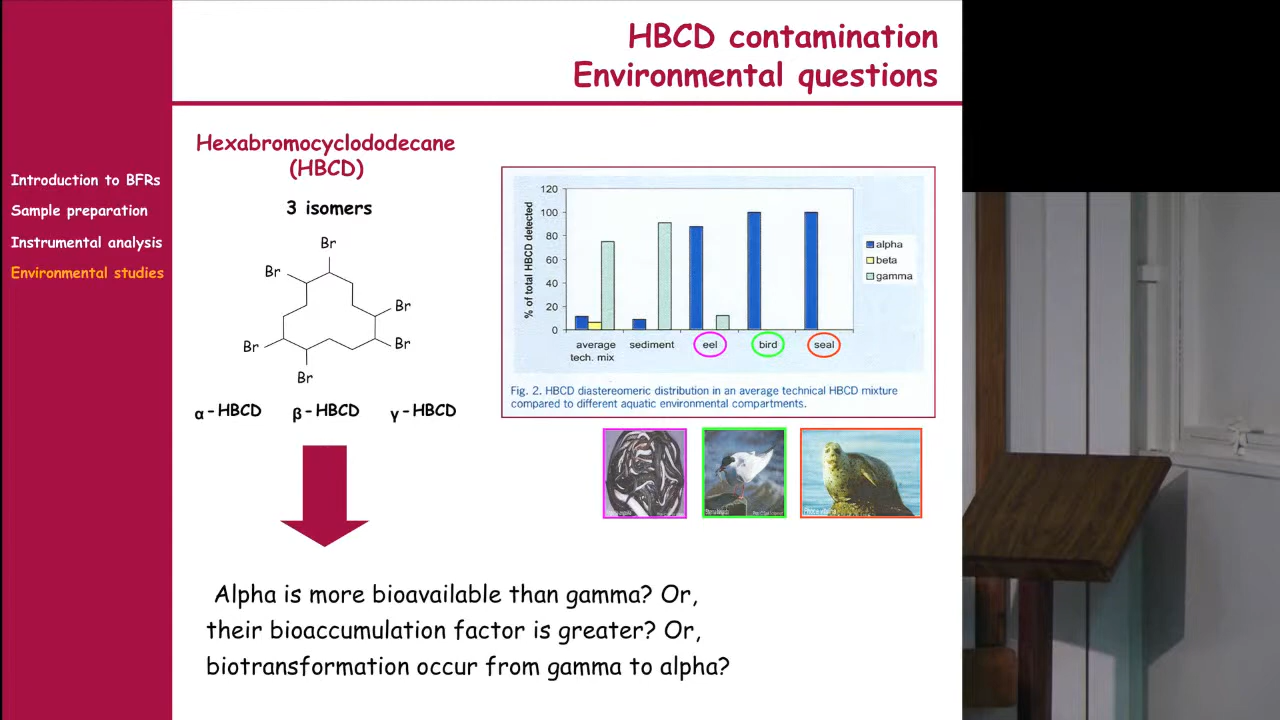 HBCD contamination
Environmental questions
Introduction to BFRs
Sample preparation
Instrumental analysis
Environmental studies
Hexabromocyclododecane
(HBCD)
3 isomers
Br
Br
Br
Br
Br
Br
α-HBCD β-HBCD γ-HBCD
% of total HBCD detected
120
100
80
60
40
20
0
average
tech. mix
sediment
eel
bird
seal
alpha
beta
gamma
Fig. 2. HBCD diastereomeric distribution in an average technical HBCD mixture
compared to different aquatic environmental compartments.
Alpha is more bioavailable than gamma? Or,
their bioaccumulation factor is greater? Or,
biotransformation occur from gamma to alpha?